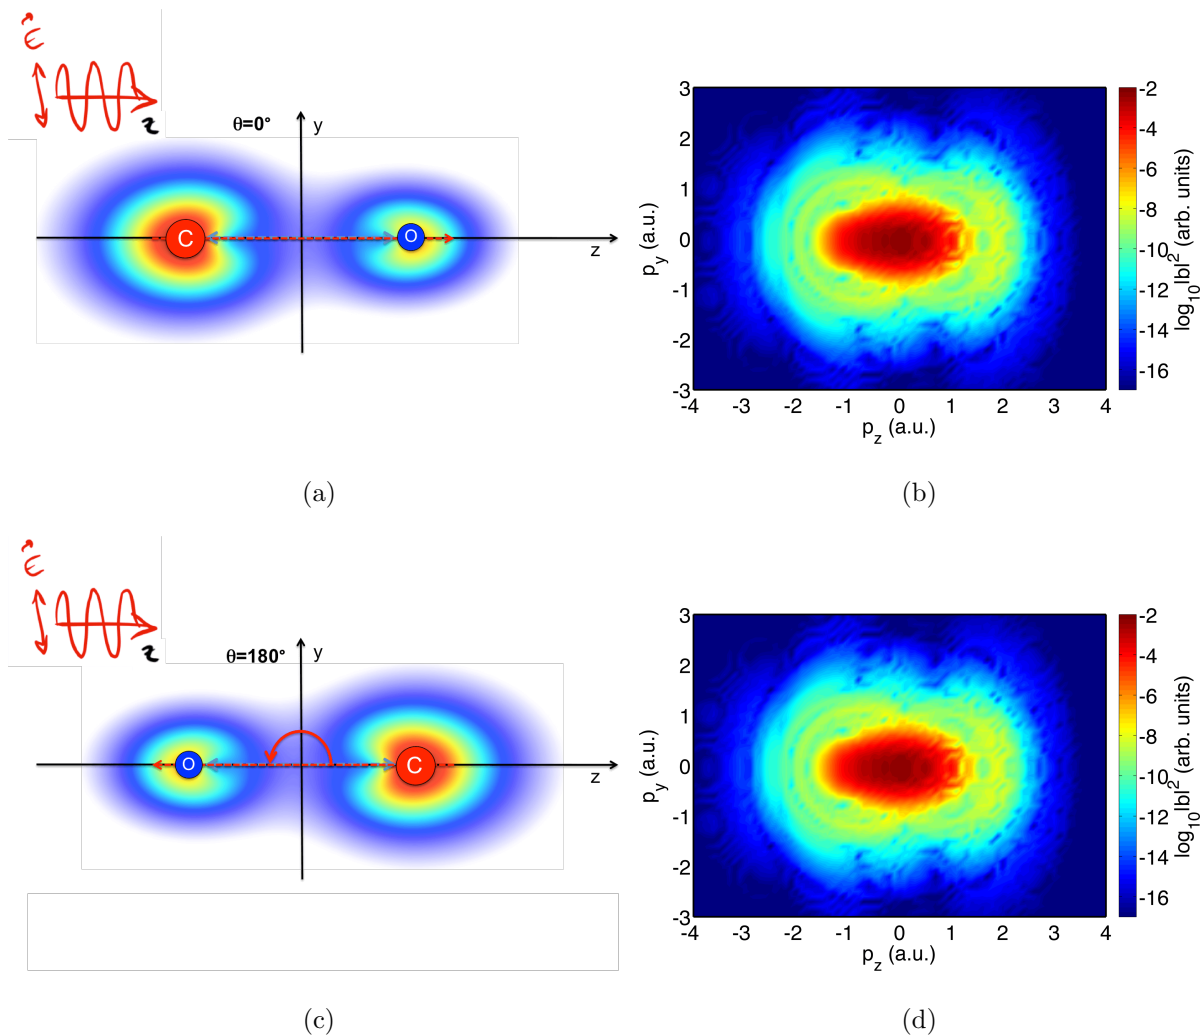 ε̂
z
θ=0°
y
C
O
z
3
2
1
0
-1
-2
-3
-4
-3
-2
-1
0
1
2
3
4
p_y (a.u.)
p_z (a.u.)
-2
-4
-6
-8
-10
-12
-14
-16
log₁₀|b|² (arb. units)
(a)
(b)
ε̂
z
θ=180°
y
O
C
z
3
2
1
0
-1
-2
-3
-4
-3
-2
-1
0
1
2
3
4
p_y (a.u.)
p_z (a.u.)
-2
-4
-6
-8
-10
-12
-14
-16
log₁₀|b|² (arb. units)
(c)
(d)